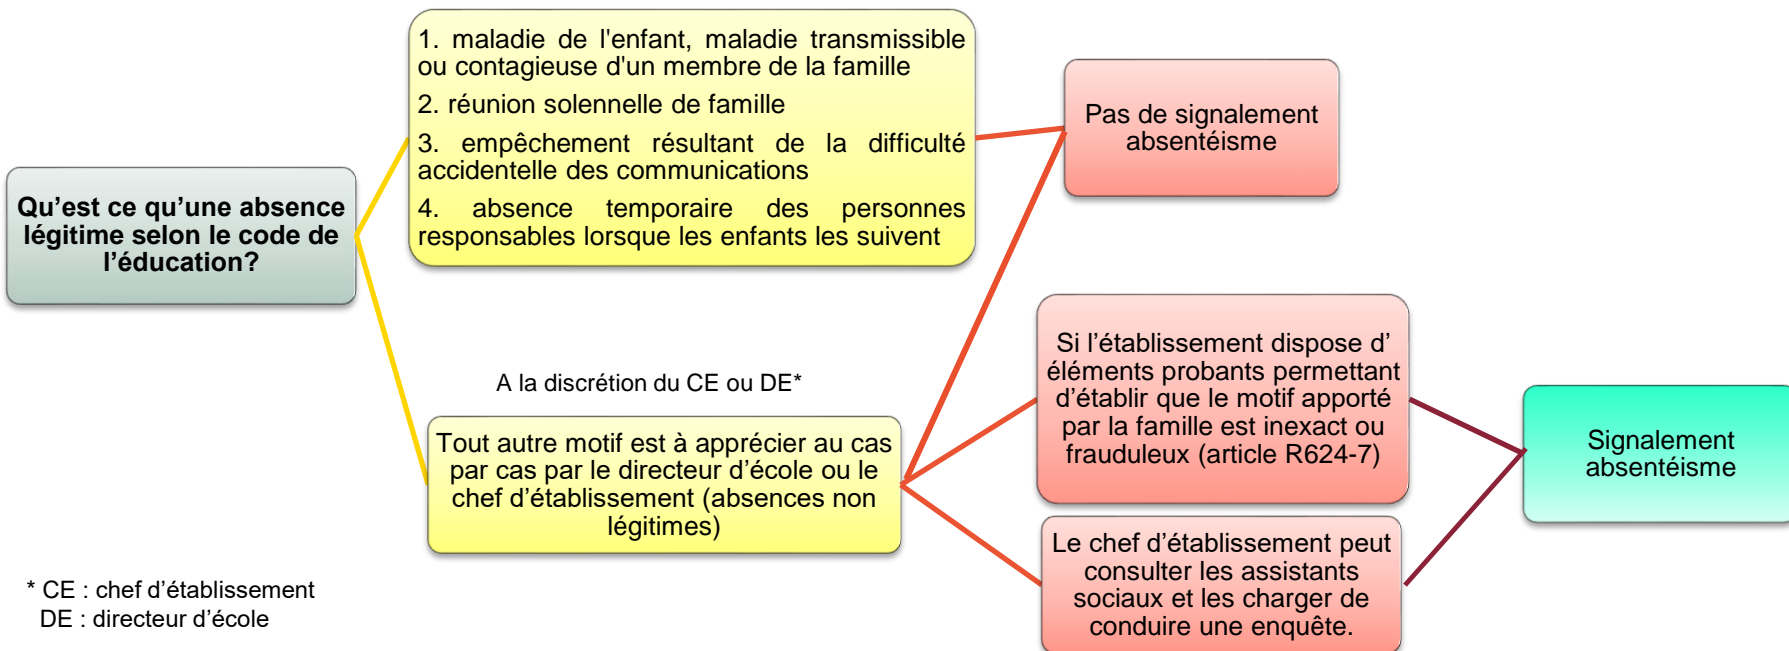 Qu’est ce qu’une absence
légitime selon le code de
l’éducation?
1. maladie de l'enfant, maladie transmissible
ou contagieuse d'un membre de la famille
2. réunion solennelle de famille
3. empêchement résultant de la difficulté
accidentelle des communications
4. absence temporaire des personnes
responsables lorsque les enfants les suivent
Pas de signalement
absentéisme
A la discrétion du CE ou DE*
Tout autre motif est à apprécier au cas
par cas par le directeur d’école ou le
chef d’établissement (absences non
légitimes)
Si l’établissement dispose d’
éléments probants permettant
d’établir que le motif apporté
par la famille est inexact ou
frauduleux (article R624-7)
Le chef d’établissement peut
consulter les assistants
sociaux et les charger de
conduire une enquête.
Signalement
absentéisme
* CE : chef d’établissement
DE : directeur d’école